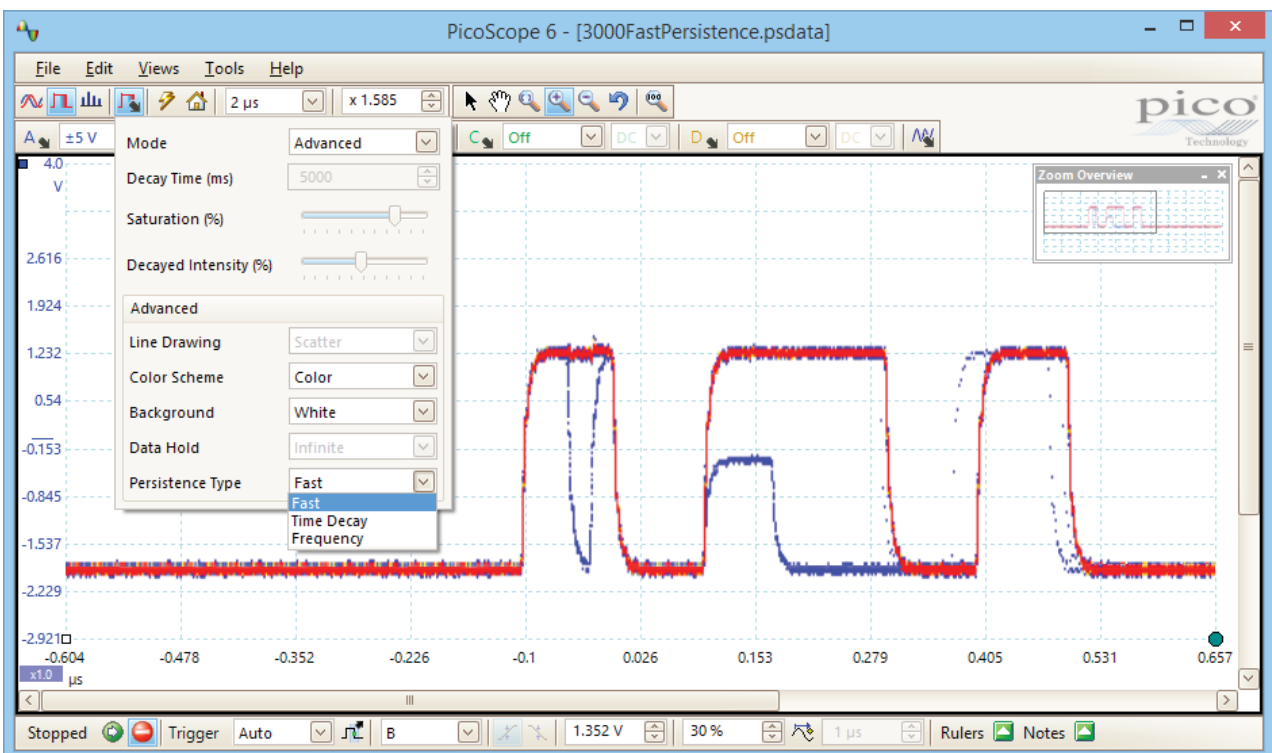 PicoScope 6 - [3000FastPersistence.psdata]
File Edit Views Tools Help
2 µs x 1.585
pico
Technology
A ±5 V C Off DC D Off DC
Mode Advanced
Decay Time (ms) 5000
Saturation (%)
Decayed Intensity (%)
Advanced
Line Drawing Scatter
Color Scheme Color
Background White
Data Hold Infinite
Persistence Type Fast
Fast
Time Decay
Frequency
Zoom Overview
4.0
V
2.616
1.924
1.232
0.54
-0.153
-0.845
-1.537
-2.229
-2.921
-0.604 -0.478 -0.352 -0.226 -0.1 0.026 0.153 0.279 0.405 0.531 0.657
x1.0 µs
Stopped Trigger Auto B 1.352 V 30 % 1 µs Rulers Notes